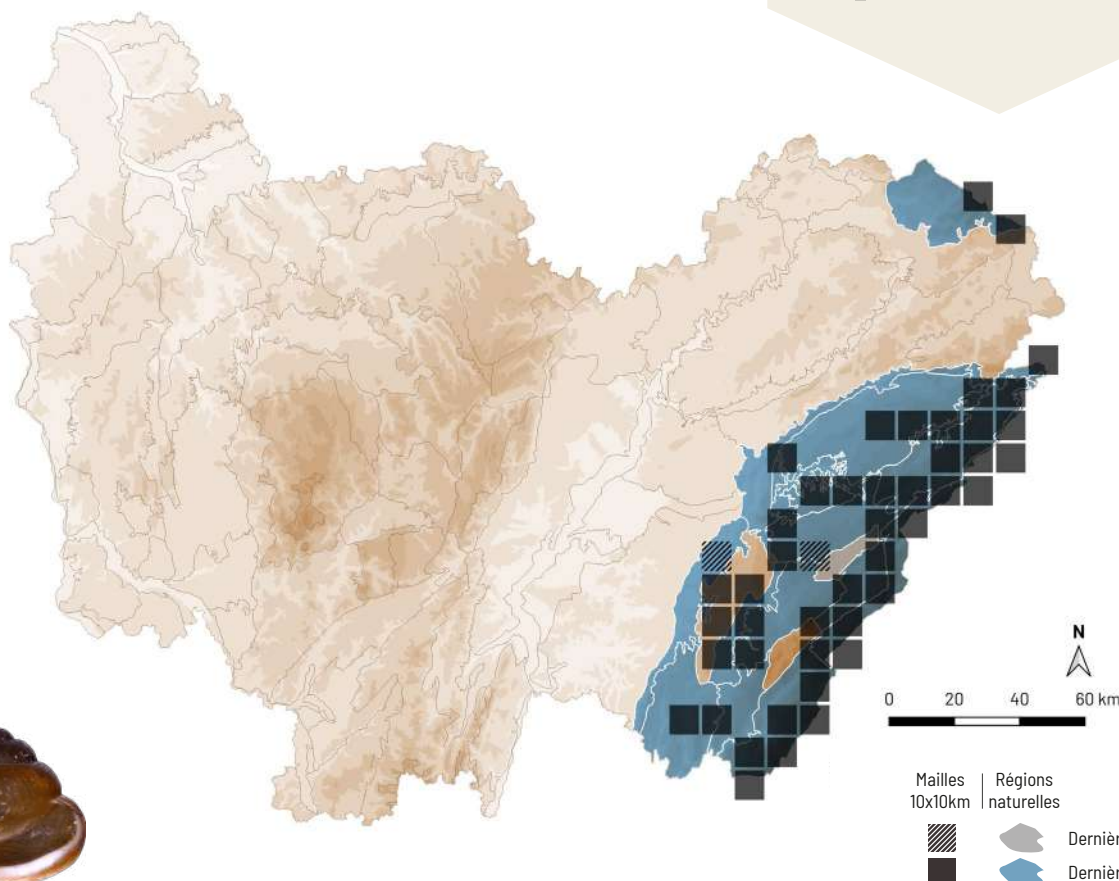 N
0 20 40 60 km
Mailles | Régions
10x10km | naturelles
Dernièr
Dernièr